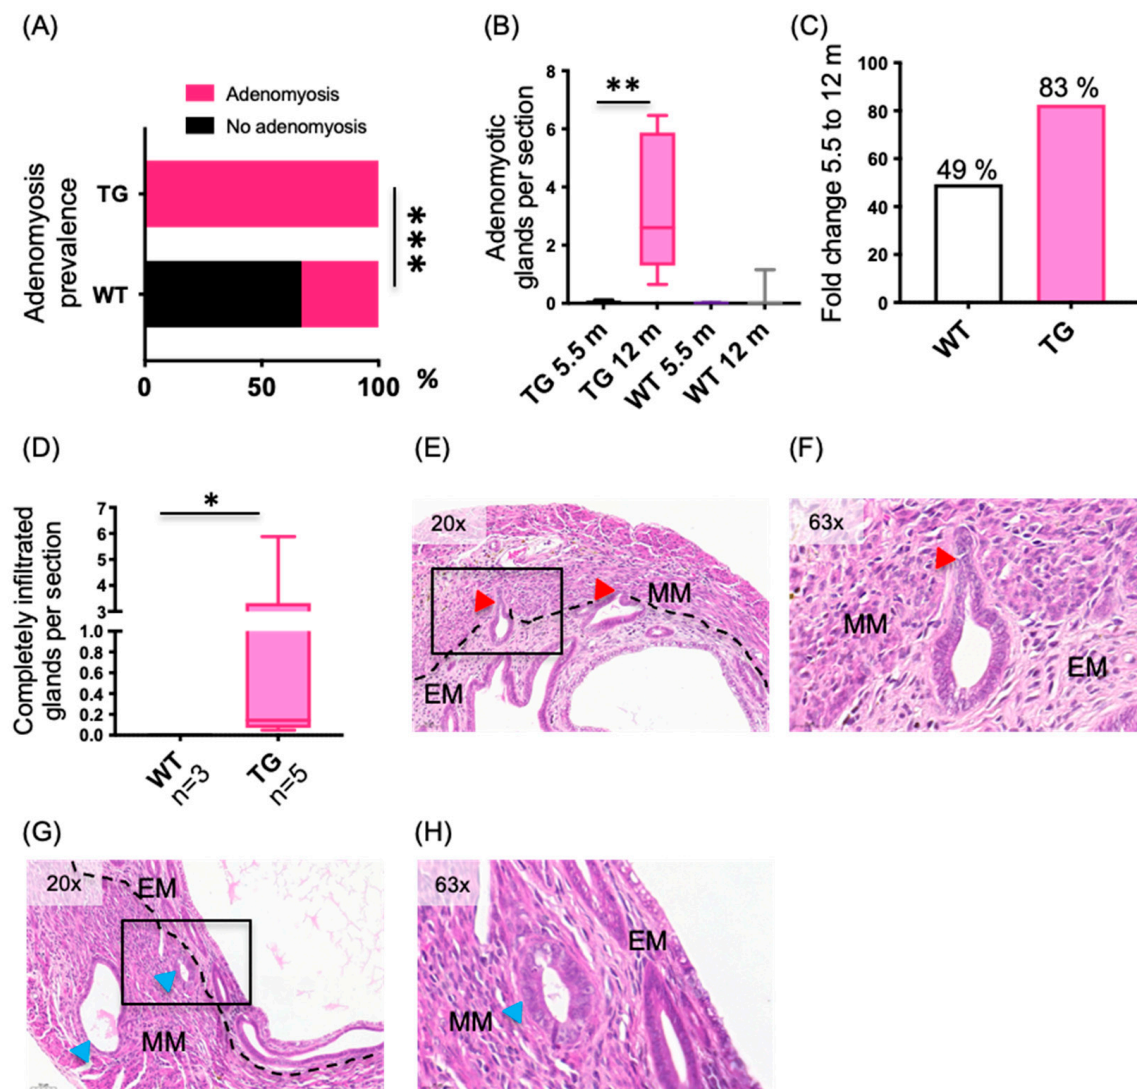 (A)
Adenomyosis
No adenomyosis
Adenomyosis
prevalence
TG
WT
***
0 50 100 %
(B)
Adenomyotic
glands per section
8
6
4
2
0
**
TG 5.5 m
TG 12 m
WT 5.5 m
WT 12 m
(C)
Fold change 5.5 to 12 m
100
80
60
40
20
0
49 %
83 %
WT
TG
(D)
Completely infiltrated
glands per section
7
6
5
4
3
1.0
0.8
0.6
0.4
0.2
0.0
*
WT
n=3
TG
n=5
(E)
20x
MM
EM
(F)
63x
MM
EM
(G)
20x
EM
MM
(H)
63x
EM
MM